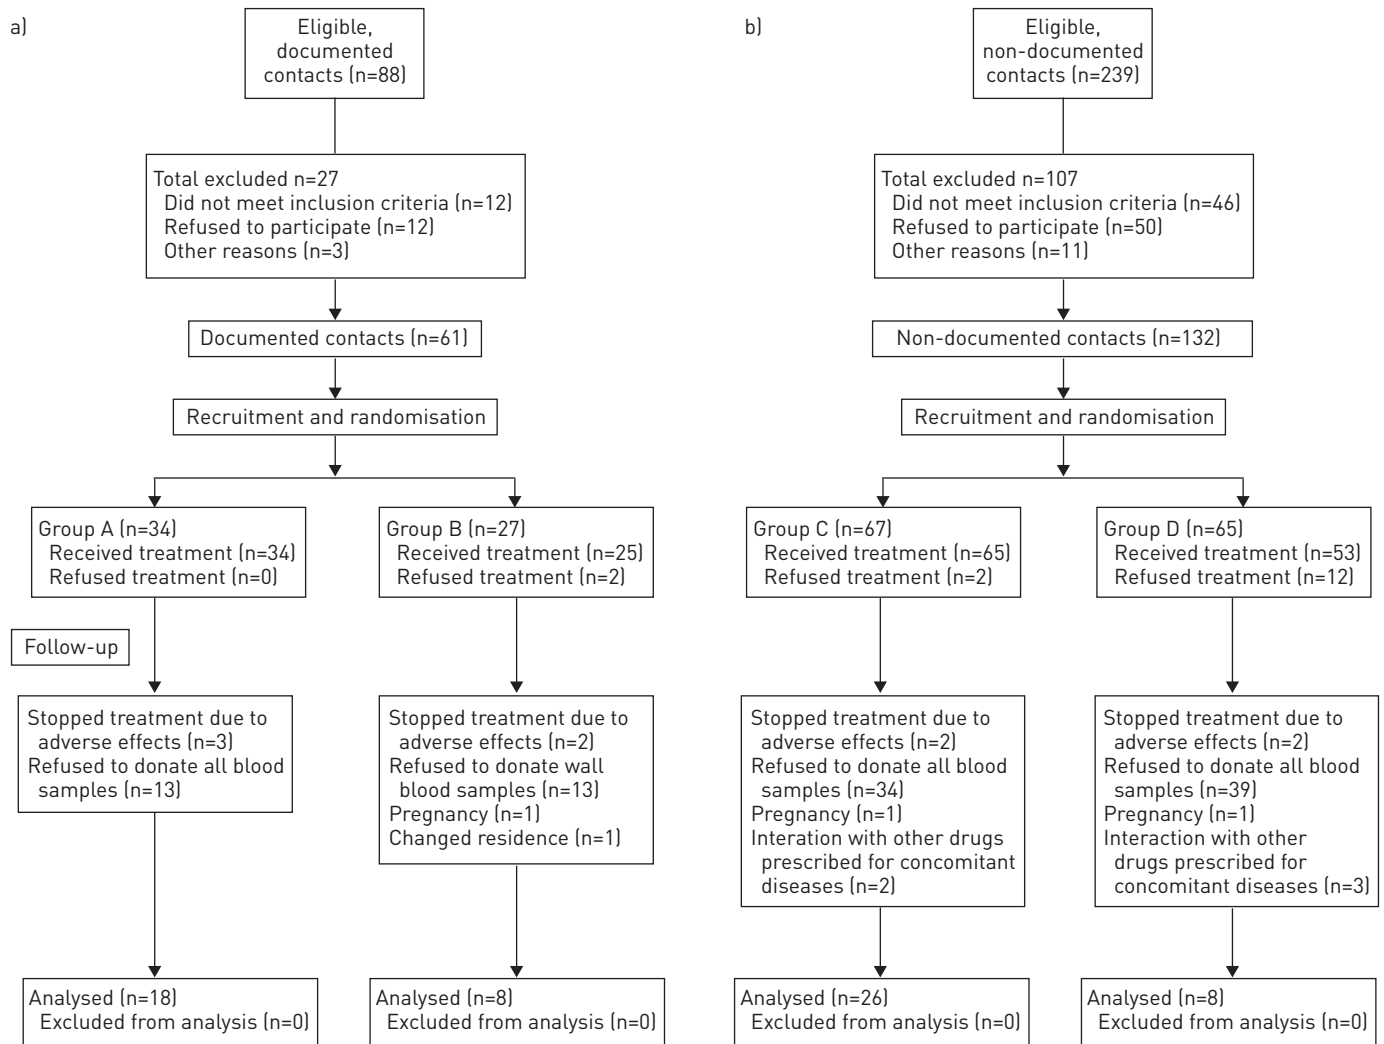 a)
Eligible,
documented
contacts (n=88)
Total excluded n=27
Did not meet inclusion criteria (n=12)
Refused to participate (n=12)
Other reasons (n=3)
Documented contacts (n=61)
Recruitment and randomisation
Group A (n=34)
Received treatment (n=34)
Refused treatment (n=0)
Group B (n=27)
Received treatment (n=25)
Refused treatment (n=2)
Follow-up
Stopped treatment due to
adverse effects (n=3)
Refused to donate all blood
samples (n=13)
Stopped treatment due to
adverse effects (n=2)
Refused to donate wall
blood samples (n=13)
Pregnancy (n=1)
Changed residence (n=1)
Analysed (n=18)
Excluded from analysis (n=0)
Analysed (n=8)
Excluded from analysis (n=0)
b)
Eligible,
non-documented
contacts (n=239)
Total excluded n=107
Did not meet inclusion criteria (n=46)
Refused to participate (n=50)
Other reasons (n=11)
Non-documented contacts (n=132)
Recruitment and randomisation
Group C (n=67)
Received treatment (n=65)
Refused treatment (n=2)
Group D (n=65)
Received treatment (n=53)
Refused treatment (n=12)
Stopped treatment due to
adverse effects (n=2)
Refused to donate all blood
samples (n=34)
Pregnancy (n=1)
Interation with other drugs
prescribed for concomitant
diseases (n=2)
Stopped treatment due to
adverse effects (n=2)
Refused to donate all blood
samples (n=39)
Pregnancy (n=1)
Interaction with other
drugs prescribed for
concomitant diseases (n=3)
Analysed (n=26)
Excluded from analysis (n=0)
Analysed (n=8)
Excluded from analysis (n=0)